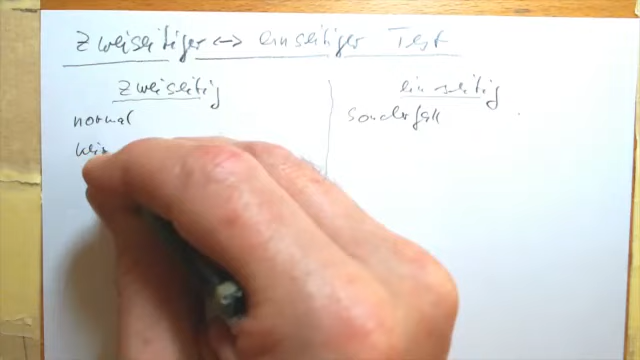 Zweiseitiger ↔ einseitiger Test
zweiseitig
einseitig
normal
Sonderfall